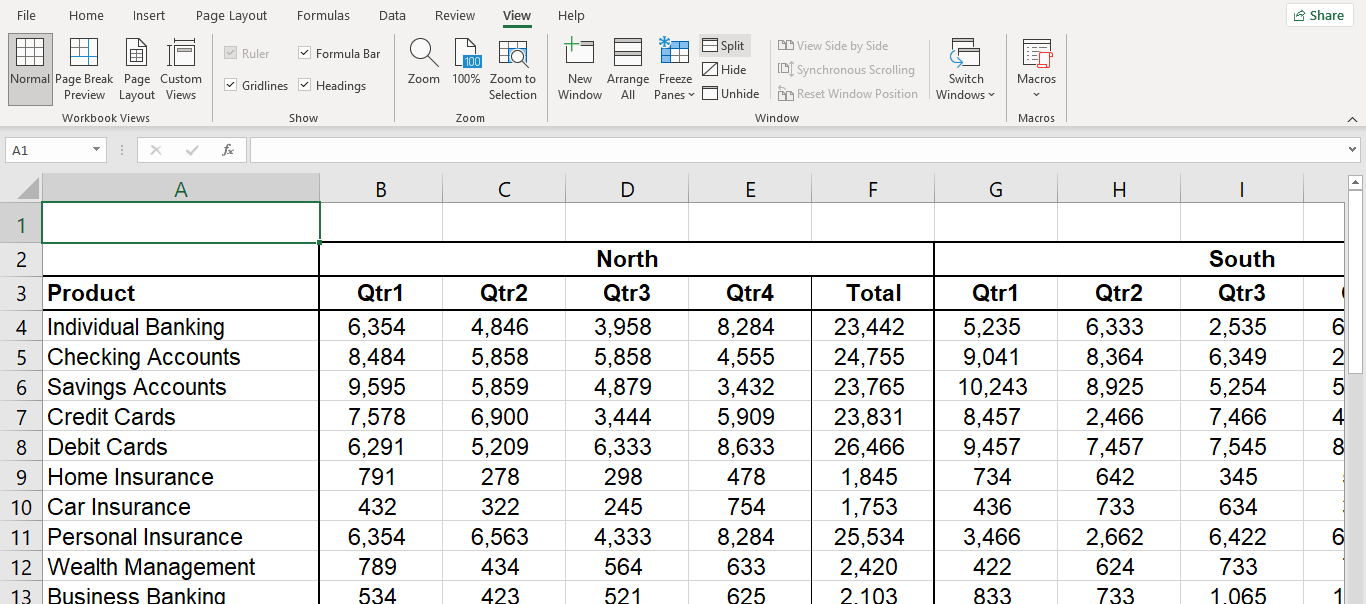 File Home Insert Page Layout Formulas Data Review View Help Share
Normal Page Break Preview Page Layout Custom Views
Workbook Views
Ruler Formula Bar
Gridlines Headings
Show
Zoom 100% Zoom to Selection
100
Zoom
New Window Arrange All Freeze Panes
Split
Hide
Unhide
View Side by Side
Synchronous Scrolling
Reset Window Position
Switch Windows
Window
Macros
Macros
A1 fx
A B C D E F G H I
1
2 North South
3 Product Qtr1 Qtr2 Qtr3 Qtr4 Total Qtr1 Qtr2 Qtr3
4 Individual Banking 6,354 4,846 3,958 8,284 23,442 5,235 6,333 2,535 6
5 Checking Accounts 8,484 5,858 5,858 4,555 24,755 9,041 8,364 6,349 2
6 Savings Accounts 9,595 5,859 4,879 3,432 23,765 10,243 8,925 5,254 5
7 Credit Cards 7,578 6,900 3,444 5,909 23,831 8,457 2,466 7,466 4
8 Debit Cards 6,291 5,209 6,333 8,633 26,466 9,457 7,457 7,545 8
9 Home Insurance 791 278 298 478 1,845 734 642 345
10 Car Insurance 432 322 245 754 1,753 436 733 634
11 Personal Insurance 6,354 6,563 4,333 8,284 25,534 3,466 2,662 6,422 6
12 Wealth Management 789 434 564 633 2,420 422 624 733
13 Business Banking 534 423 521 625 2,103 833 733 1,065 1